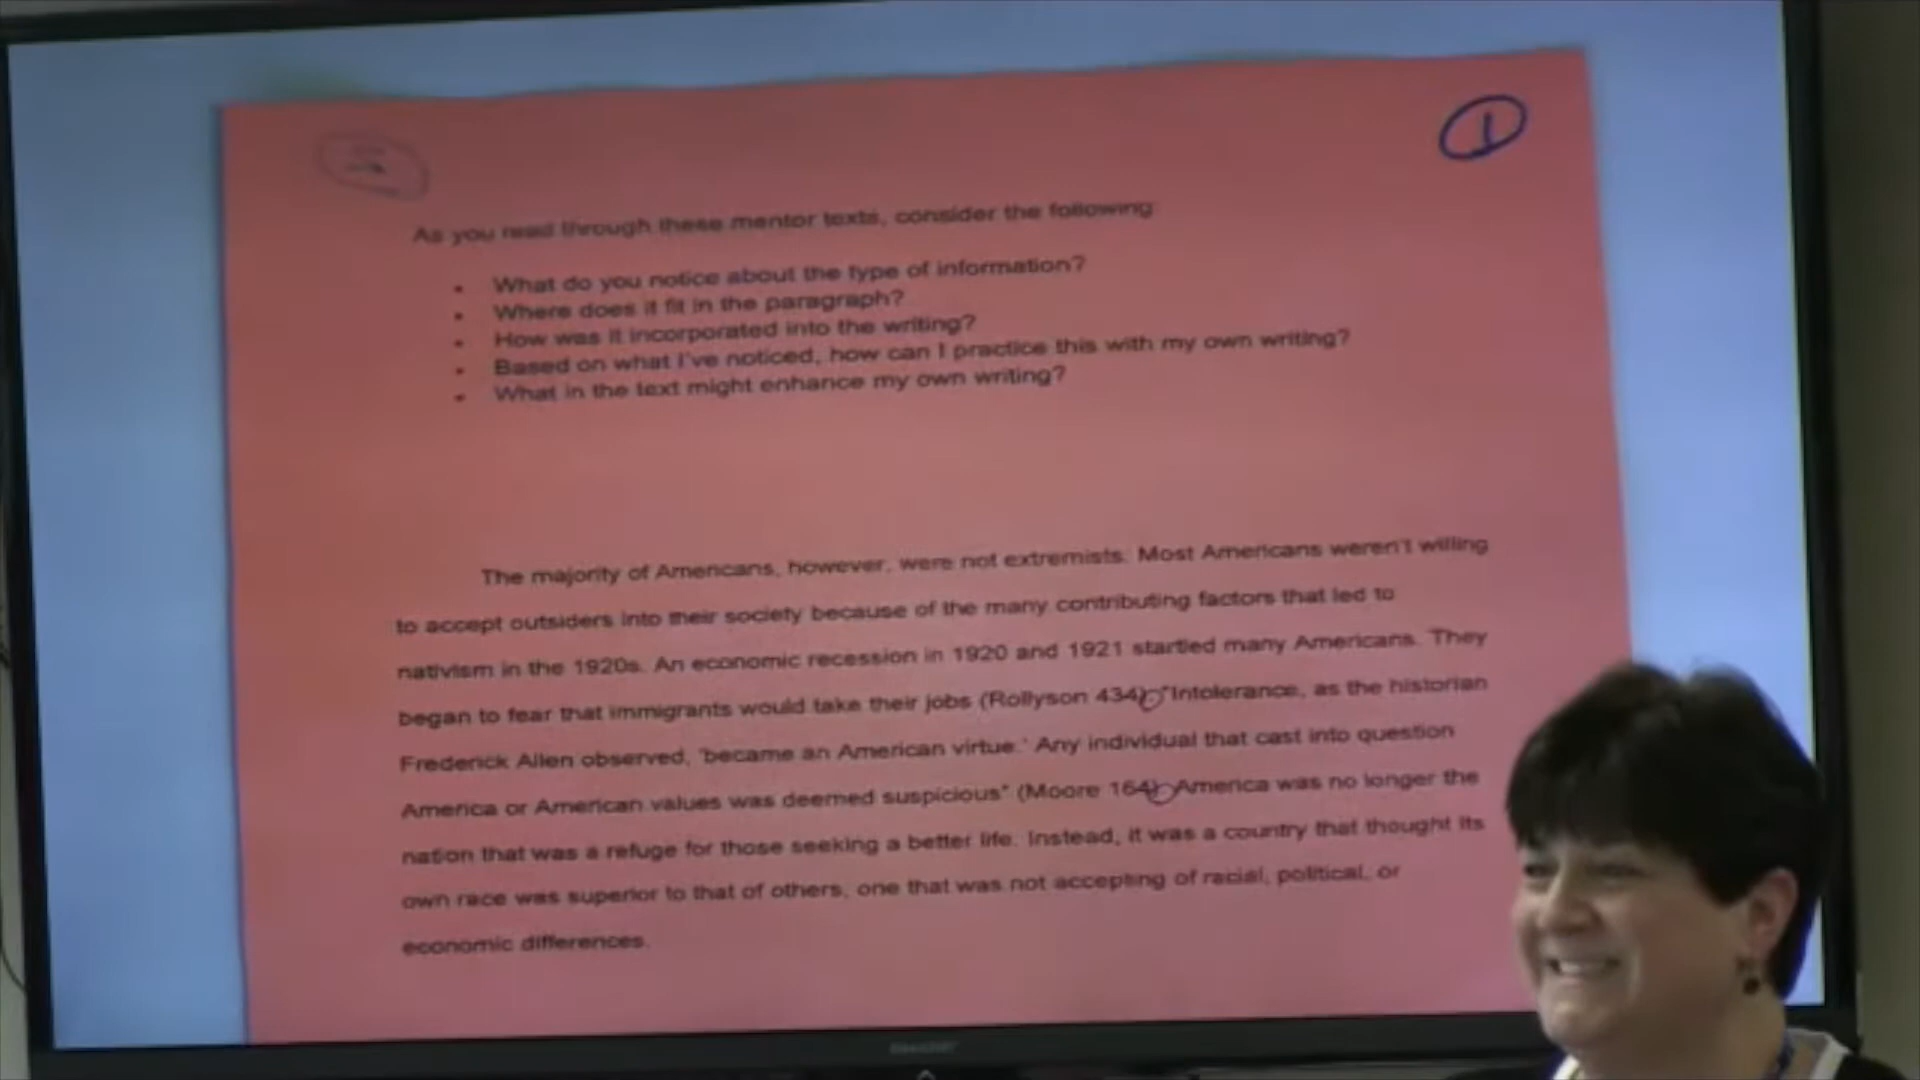 1
As you read through these mentor texts, consider the following:
• What do you notice about the type of information?
• Where does it fit in the paragraph?
• How was it incorporated into the writing?
• Based on what I've noticed, how can I practice this with my own writing?
• What in the text might enhance my own writing?
The majority of Americans, however, were not extremists. Most Americans weren't willing
to accept outsiders into their society because of the many contributing factors that led to
nativism in the 1920s. An economic recession in 1920 and 1921 startled many Americans. They
began to fear that immigrants would take their jobs (Rollyson 434). "Intolerance, as the historian
Frederick Allen observed, 'became an American virtue.' Any individual that cast into question
America or American values was deemed suspicious" (Moore 164). America was no longer the
nation that was a refuge for those seeking a better life. Instead, it was a country that thought its
own race was superior to that of others, one that was not accepting of racial, political, or
economic differences.